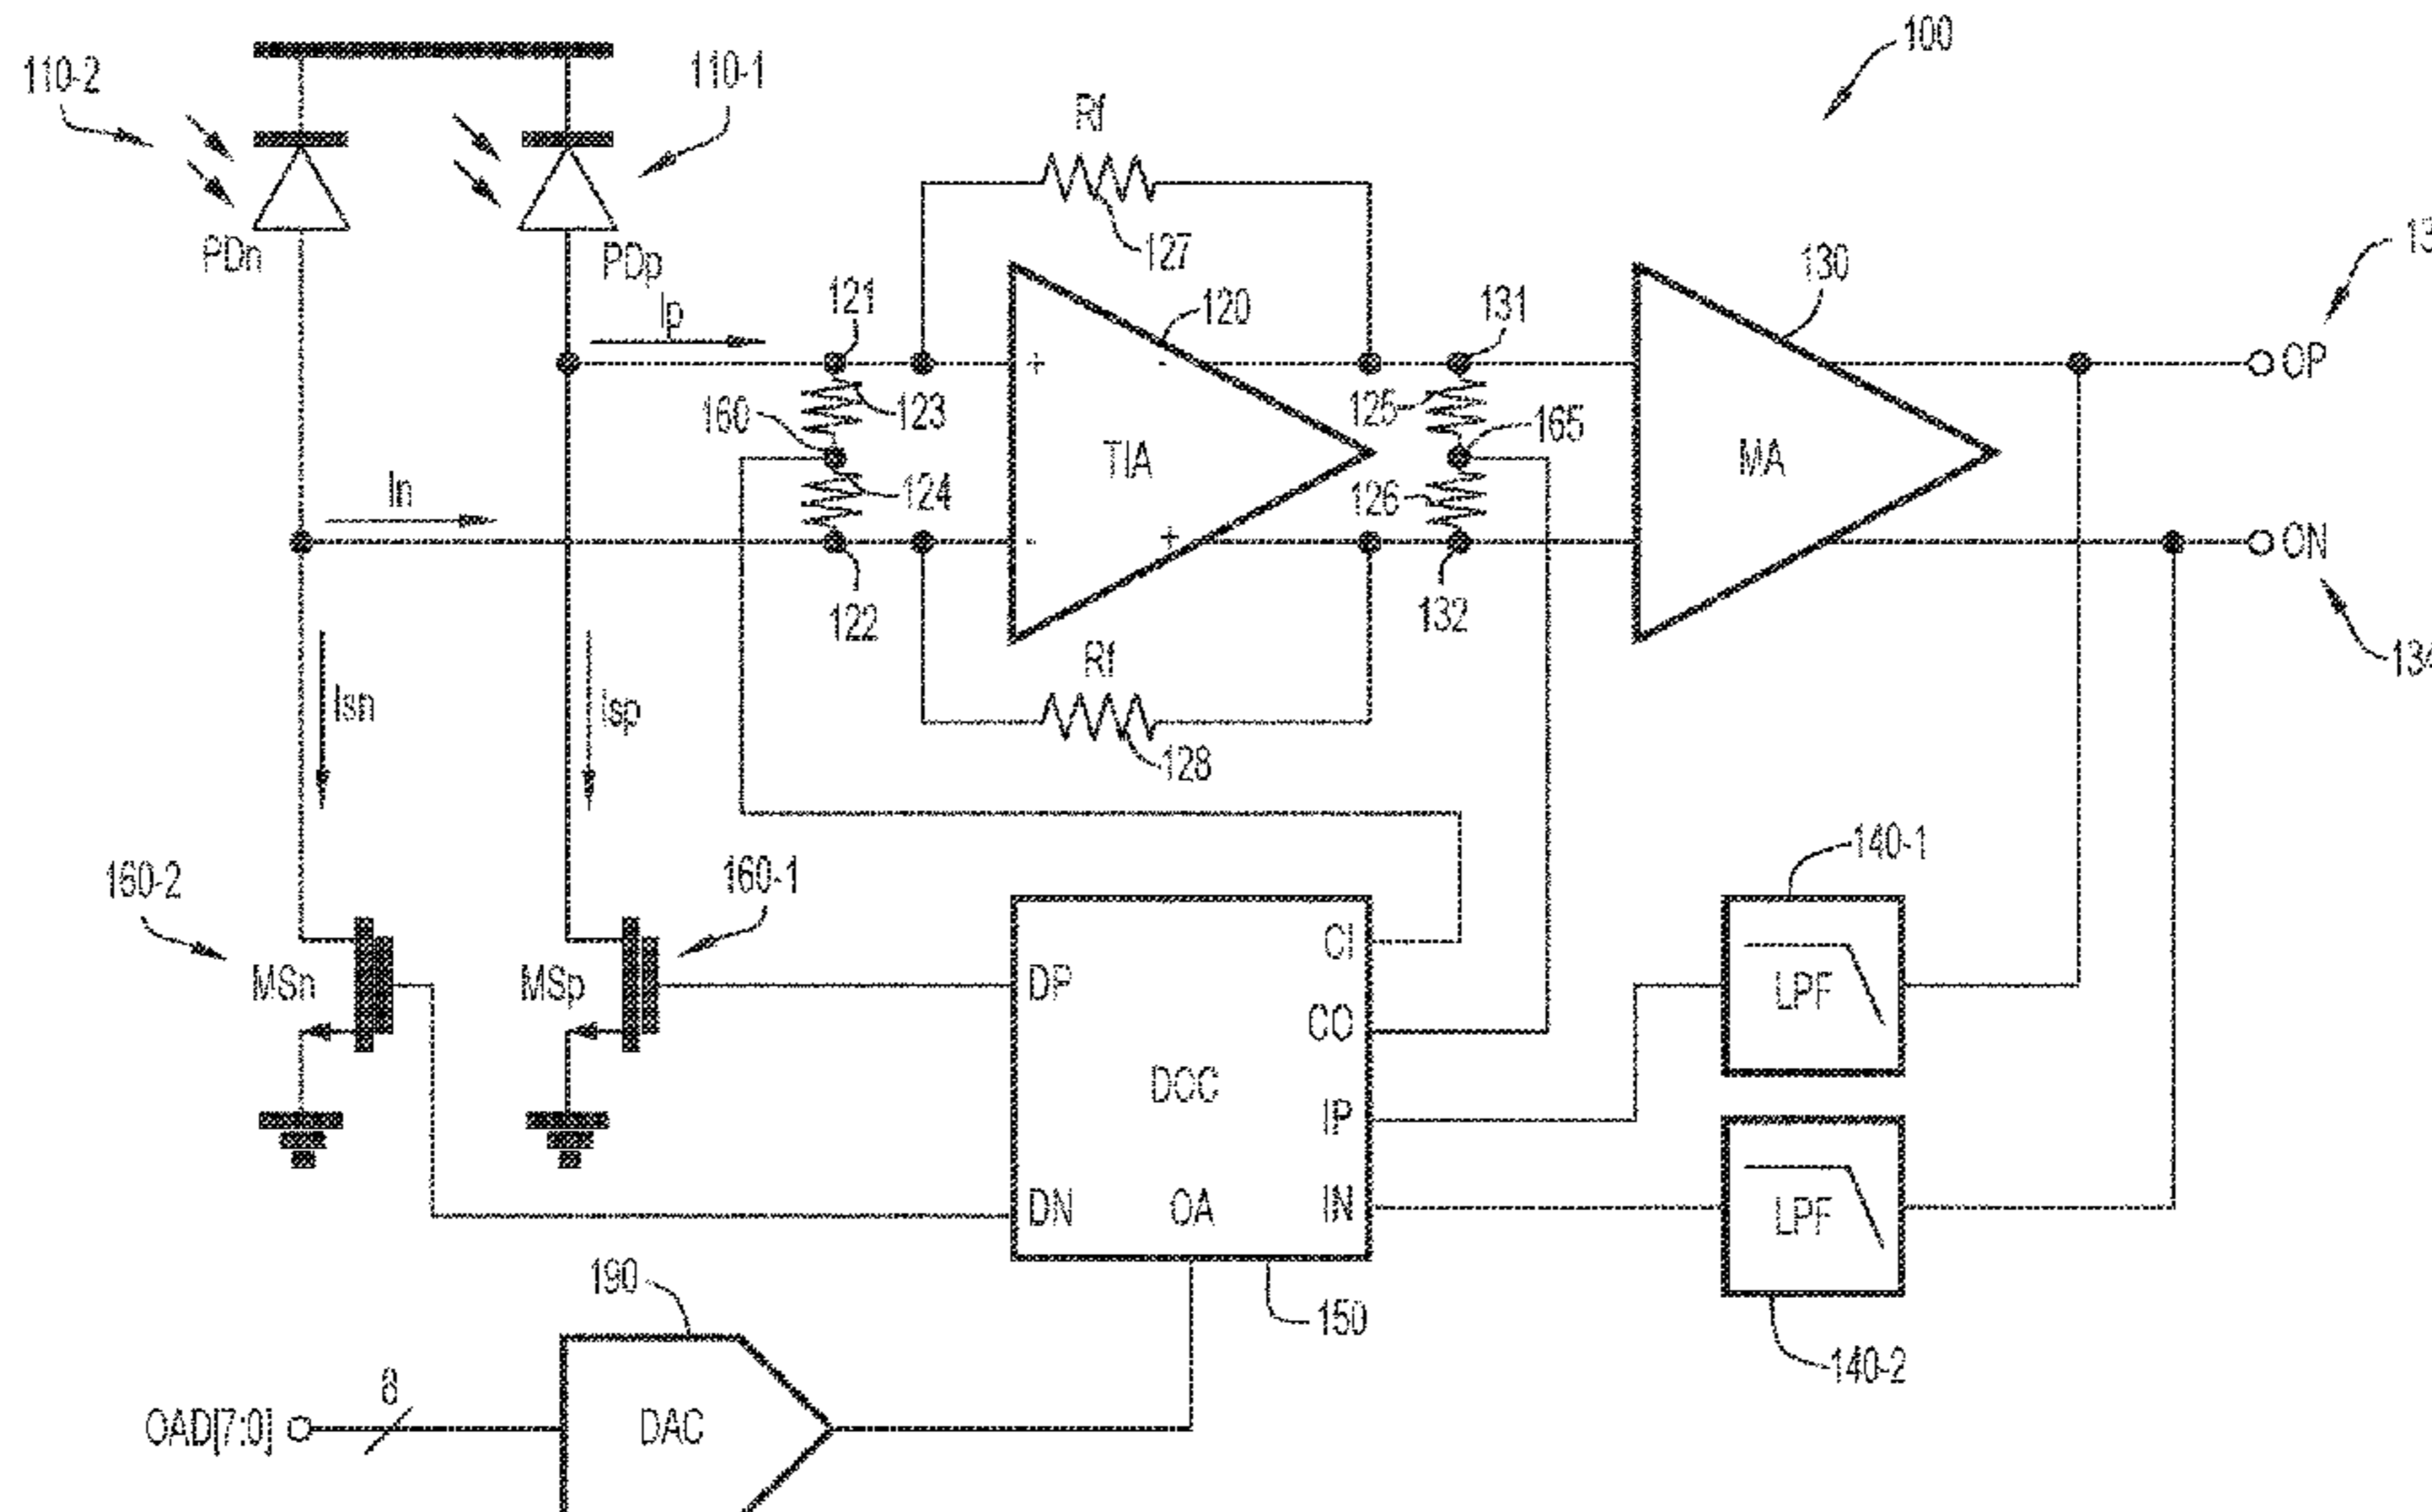 100
110-2
110-1
Rf
127
PDn
PDp
130
Ip
121
120
131
OP
+
-
123
125
160
165
TIA
MA
In
124
126
-
+
ON
122
132
Rf
134
Isn
Isp
128
140-1
160-2
160-1
CI
MSn
MSp
DP
LPF
CO
DOC
IP
DN
OA
IN
LPF
190
150
140-2
8
OAD[7:0]
DAC